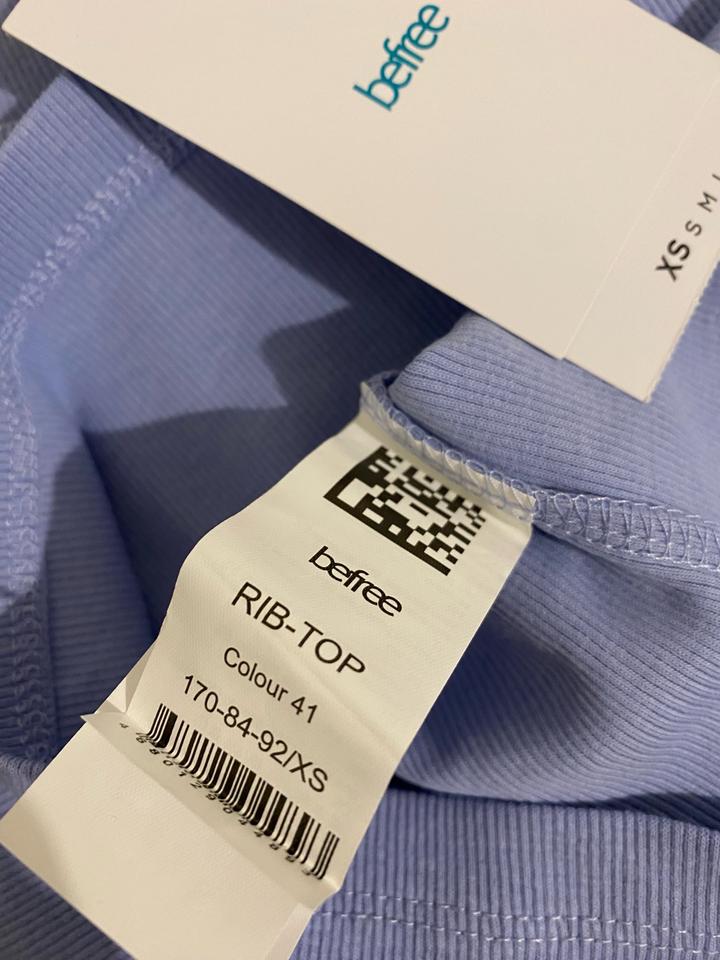 befree
XS S M
befree
RIB-TOP
Colour 41
170-84-92/XS